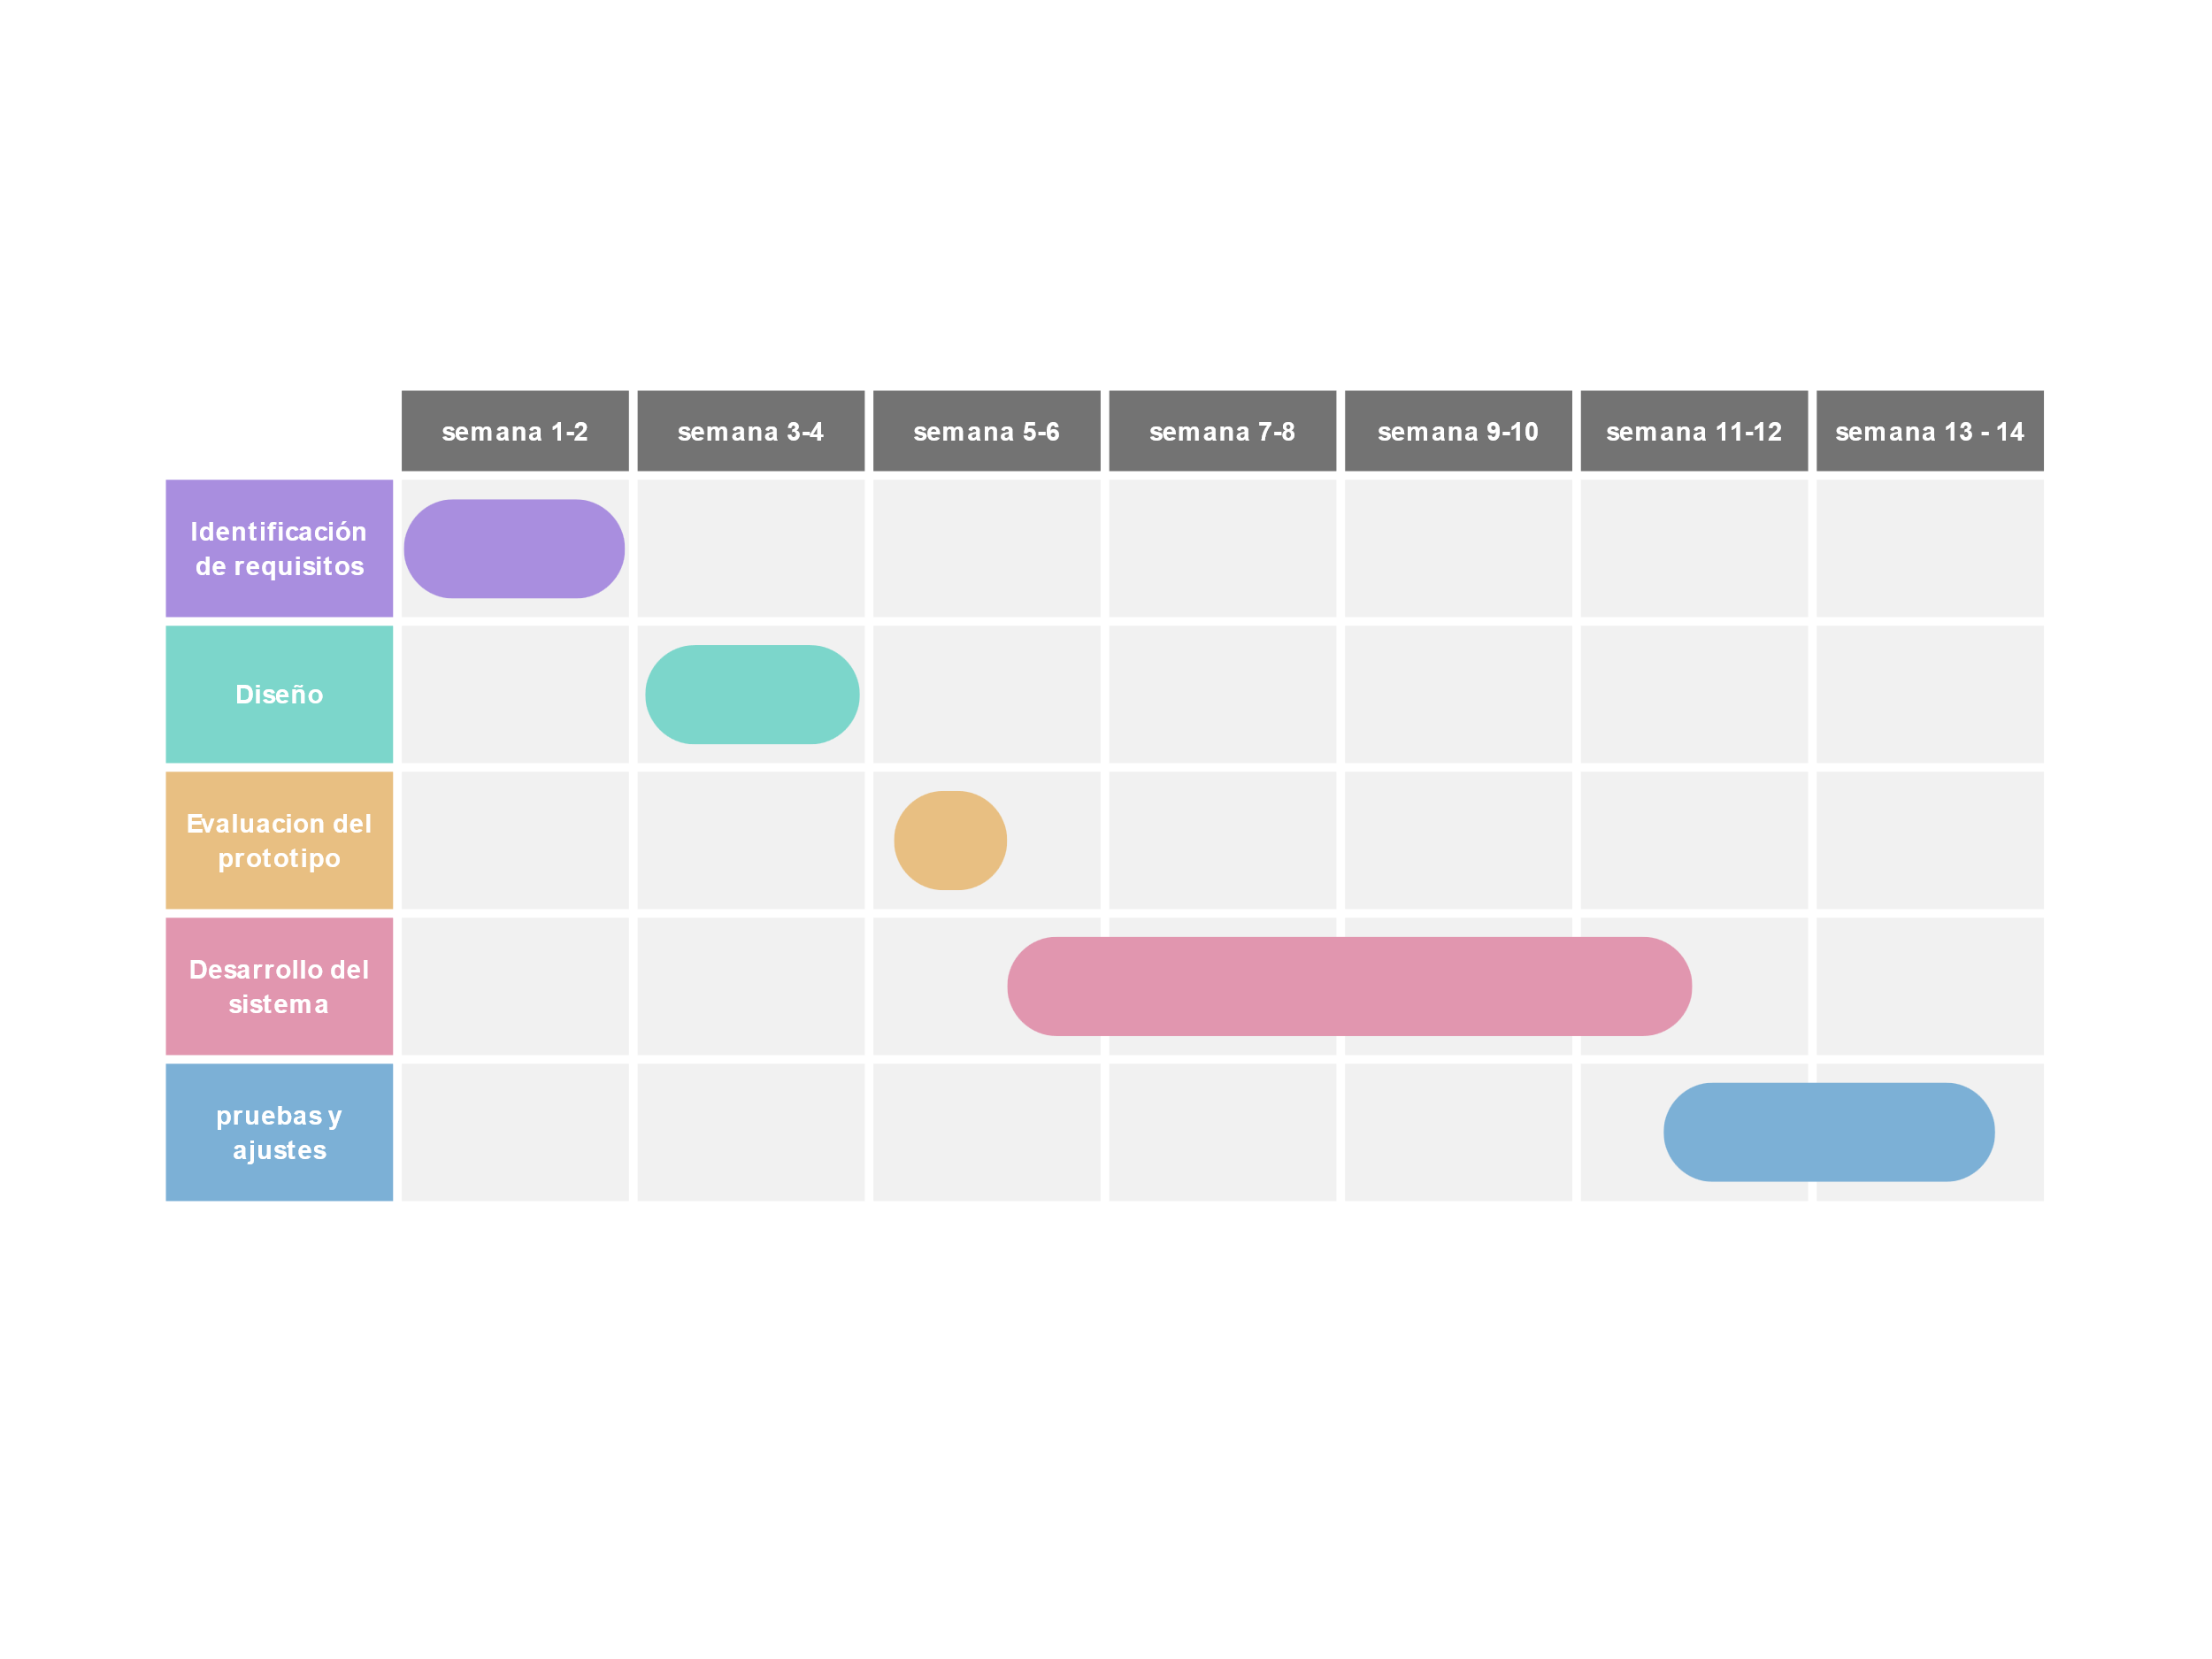 semana 1-2
semana 3-4
semana 5-6
semana 7-8
semana 9-10
semana 11-12
semana 13 - 14
Identificación
de requisitos
Diseño
Evaluacion del
prototipo
Desarrollo del
sistema
pruebas y
ajustes